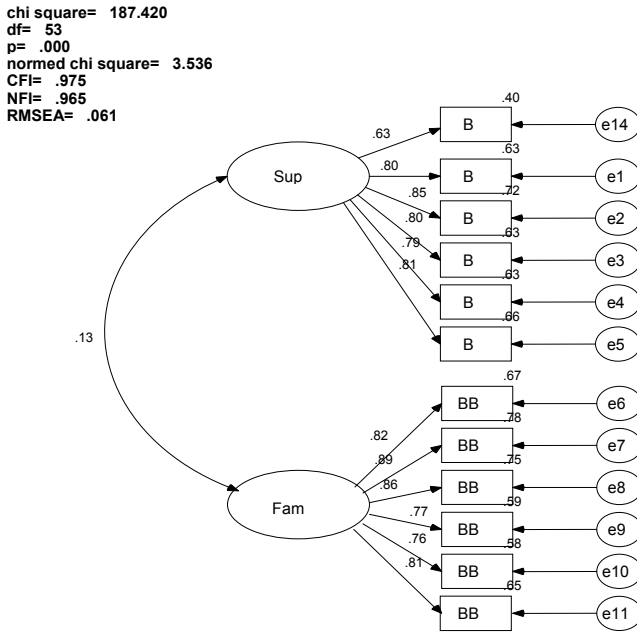 chi square= 187.420
df= 53
p= .000
normed chi square= 3.536
CFI= .975
NFI= .965
RMSEA= .061
.40
B
e14
.63
.63
Sup
.80
B
e1
.72
.85
B
e2
.63
.80
B
e3
.63
.79
B
e4
.66
.81
B
e5
.13
.67
BB
e6
.78
.82
BB
e7
.75
.89
BB
e8
.59
.86
Fam
.77
BB
e9
.58
.76
BB
e10
.65
.81
BB
e11